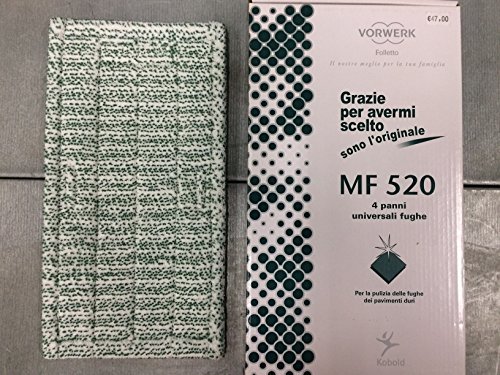 €47.00
VORWERK
Folletto
Il nostro meglio per la tua famiglia
Grazie
per avermi
scelto
sono l'originale
MF 520
4 panni
universali fughe
Per la pulizia delle fughe
dei pavimenti duri
Kobold